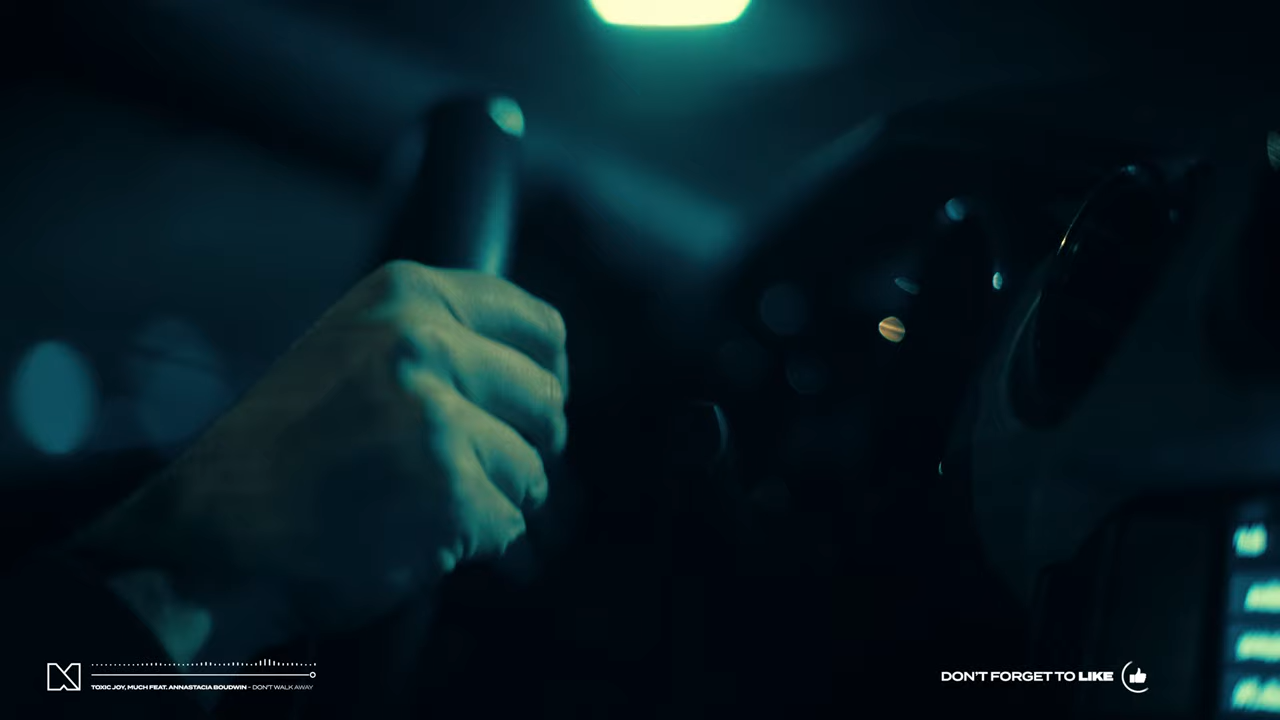 TOXIC JOY, MUCH FEAT. ANNASTACIA BOUDWIN - DON'T WALK AWAY
DON'T FORGET TO LIKE